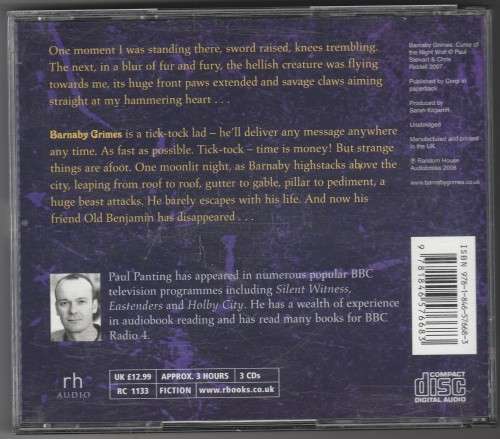 One moment I was standing there, sword raised, knees trembling.
The next, in a blur of fur and fury, the hellish creature was flying
towards me, its huge front paws extended and savage claws aiming
straight at my hammering heart . . .
Barnaby Grimes is a tick-tock lad – he'll deliver any message anywhere
any time. As fast as possible. Tick-tock – time is money! But strange
things are afoot. One moonlit night, as Barnaby highstacks above the
city, leaping from roof to roof, gutter to gable, pillar to pediment, a
huge beast attacks. He barely escapes with his life. And now his
friend Old Benjamin has disappeared . . .
Paul Panting has appeared in numerous popular BBC
television programmes including Silent Witness,
Eastenders and Holby City. He has a wealth of experience
in audiobook reading and has read many books for BBC
Radio 4.
rh
AUDIO
UK £12.99 APPROX. 3 HOURS 3 CDs
RC 1133 FICTION www.rbooks.co.uk
Barnaby Grimes, Curse of
the Night Wolf © Paul
Stewart & Chris
Riddell 2007
Published by Corgi in
paperback
Produced by
Sarah Kilgarriff
Unabridged
Manufactured and printed
in the UK
℗ Random House
Audiobooks 2008
www.barnabygrimes.co.uk
ISBN 978-1-846-57668-3
9 781846 576683
COMPACT
disc
DIGITAL AUDIO